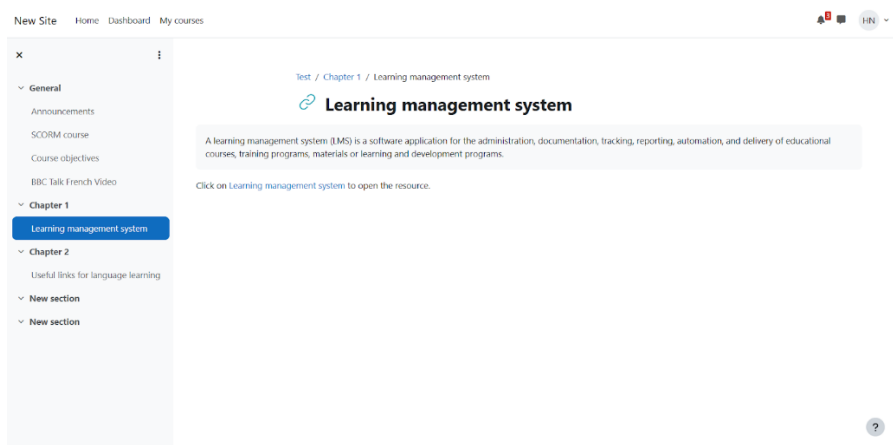 New Site Home Dashboard My courses 3 HN
General
Announcements
SCORM course
Course objectives
BBC Talk French Video
Chapter 1
Learning management system
Chapter 2
Useful links for language learning
New section
New section
Test / Chapter 1 / Learning management system
Learning management system
A learning management system (LMS) is a software application for the administration, documentation, tracking, reporting, automation, and delivery of educational
courses, training programs, materials or learning and development programs.
Click on Learning management system to open the resource.
?